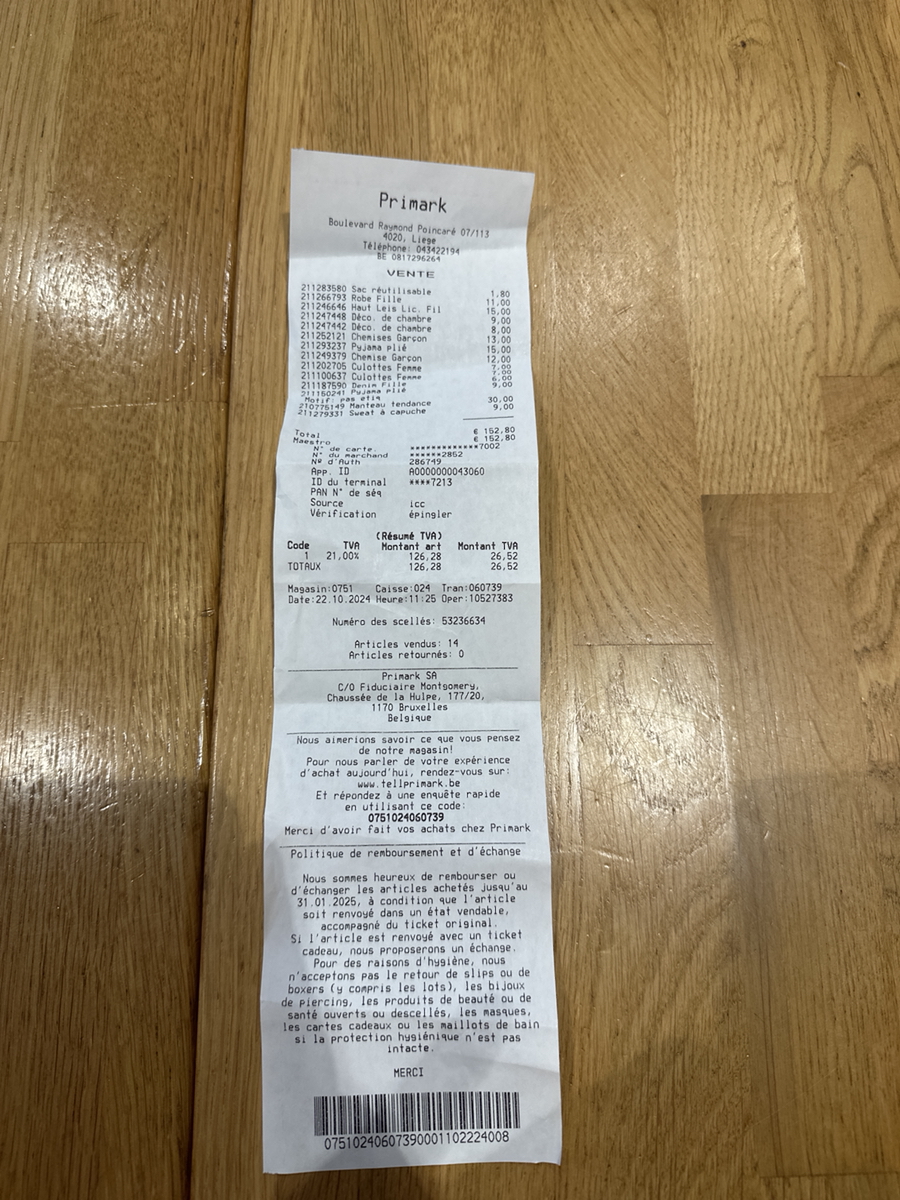 Primark
Boulevard Raymond Poincaré 07/113
4020, Liege
Téléphone: 043422194
BE 0817296264
VENTE
211283580 Sac réutilisable 1,80
211266793 Robe Fille 11,00
211246646 Haut Leis Lic. Fil 15,00
211247448 Déco. de chambre 9,00
211247442 Déco. de chambre 8,00
211252121 Chemises Garçon 13,00
211293237 Pyjama plié 15,00
211249379 Chemise Garçon 12,00
211202705 Culottes Femme 7,00
211100637 Culottes Femme 7,00
211187590 Denim Fille 6,00
211150241 Pyjama plié 9,00
Motif: pas etiq
210775149 Manteau tendance 30,00
211279331 Sweat à capuche 9,00
Total € 152,80
Maestro € 152,80
N° de carte. ************7002
N° du marchand ******2852
Nº d'Auth 286749
App. ID A0000000043060
ID du terminal ****7213
PAN N° de séq
Source icc
Vérification épingler
(Résumé TVA)
Code TVA Montant art Montant TVA
1 21,00% 126,28 26,52
TOTAUX 126,28 26,52
Magasin:0751 Caisse:024 Tran:060739
Date:22.10.2024 Heure:11:25 Oper:10527383
Numéro des scellés: 53236634
Articles vendus: 14
Articles retournés: 0
Primark SA
C/O Fiduciaire Montgomery,
Chaussée de la Hulpe, 177/20,
1170 Bruxelles
Belgique
Nous aimerions savoir ce que vous pensez
de notre magasin!
Pour nous parler de votre expérience
d'achat aujourd'hui, rendez-vous sur:
www.tellprimark.be
Et répondez à une enquête rapide
en utilisant ce code:
0751024060739
Merci d'avoir fait vos achats chez Primark
Politique de remboursement et d'échange
Nous sommes heureux de rembourser ou
d'échanger les articles achetés jusqu'au
31.01.2025, à condition que l'article
soit renvoyé dans un état vendable,
accompagné du ticket original.
Si l'article est renvoyé avec un ticket
cadeau, nous proposerons un échange.
Pour des raisons d'hygiène, nous
n'acceptons pas le retour de slips ou de
boxers (y compris les lots), les bijoux
de piercing, les produits de beauté ou de
santé ouverts ou descellés, les masques,
les cartes cadeaux ou les maillots de bain
si la protection hygiénique n'est pas
intacte.
MERCI
07510240607390001102224008